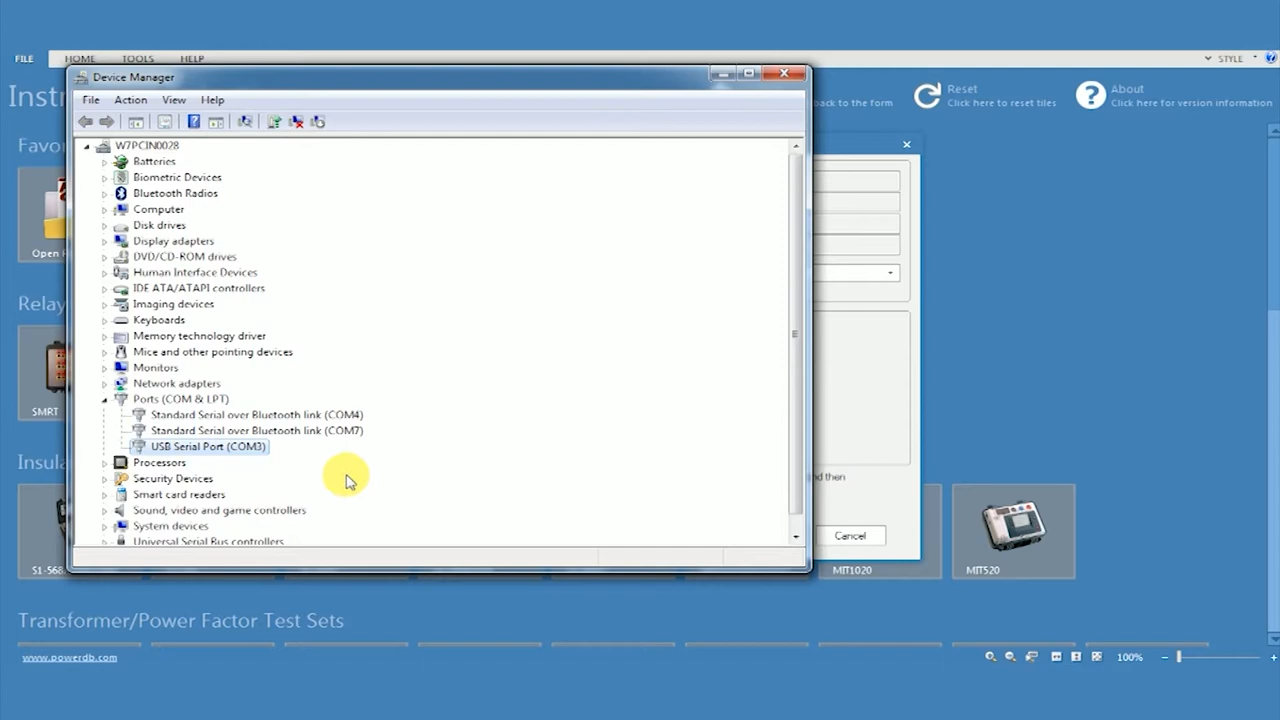 FILE HOME TOOLS HELP STYLE
Device Manager
File Action View Help
Instr
back to the form
Reset
Click here to reset tiles
About
Click here for version information
Favo
Open
Relay
SMRT
Insula
S1-568
W7PCIN0028
Batteries
Biometric Devices
Bluetooth Radios
Computer
Disk drives
Display adapters
DVD/CD-ROM drives
Human Interface Devices
IDE ATA/ATAPI controllers
Imaging devices
Keyboards
Memory technology driver
Mice and other pointing devices
Monitors
Network adapters
Ports (COM & LPT)
Standard Serial over Bluetooth link (COM4)
Standard Serial over Bluetooth link (COM7)
USB Serial Port (COM3)
Processors
Security Devices
Smart card readers
Sound, video and game controllers
System devices
Universal Serial Bus controllers
nd then
Cancel
MIT1020
MIT520
Transformer/Power Factor Test Sets
www.powerdb.com
100%